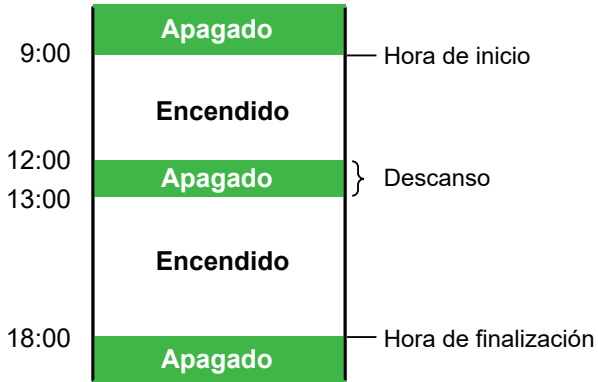 Apagado
9:00
Hora de inicio
Encendido
12:00
Apagado
Descanso
13:00
Encendido
18:00
Hora de finalización
Apagado